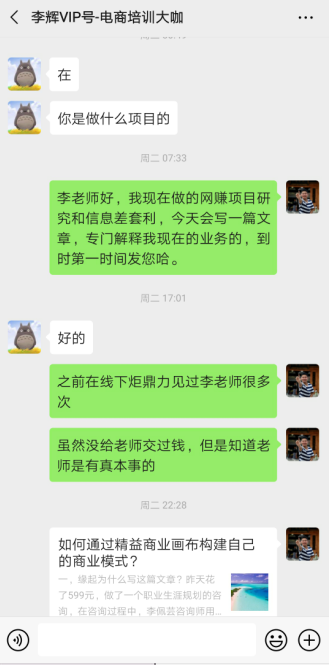 李辉VIP号-电商培训大咖
在
你是做什么项目的
周二 07:33
李老师好，我现在做的网赚项目研
究和信息差套利，今天会写一篇文
章，专门解释我现在的业务的，到
时第一时间发您哈。
周二 17:01
好的
之前在线下炬鼎力见过李老师很多
次
虽然没给老师交过钱，但是知道老
师是有真本事的
周二 22:28
如何通过精益商业画布构建自己
的商业模式？
一，缘起为什么写这篇文章？昨天花
了599元，做了一个职业生涯规划的咨
询，在咨询过程中，李佩芸咨询师用...